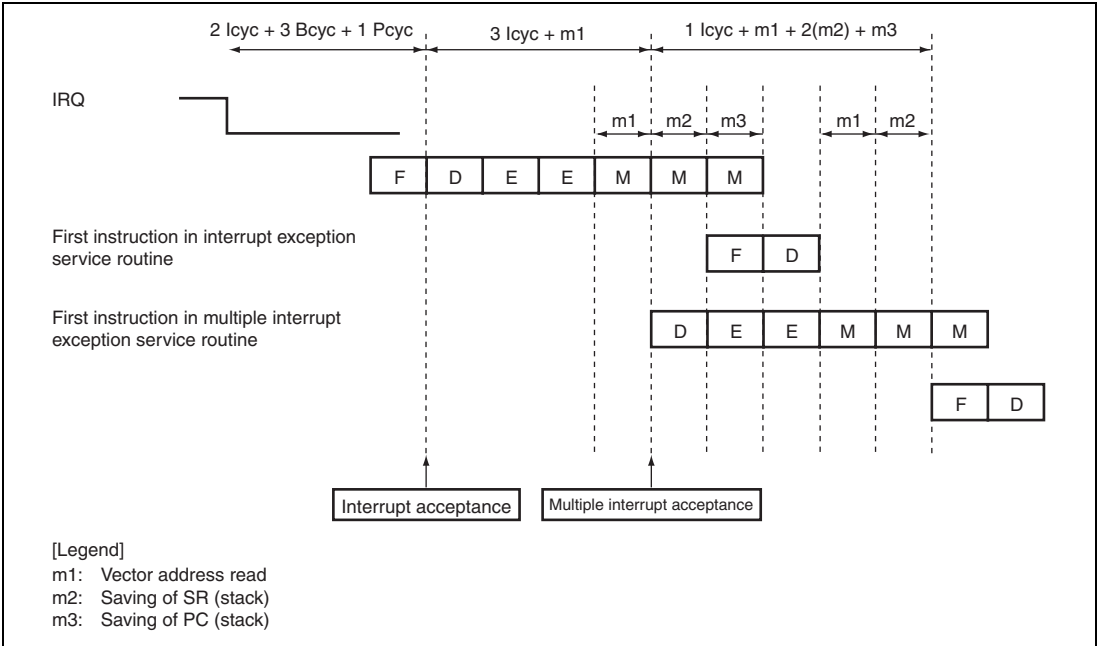 2 Icyc + 3 Bcyc + 1 Pcyc
3 Icyc + m1
1 Icyc + m1 + 2(m2) + m3
IRQ
m1
m2
m3
m1
m2
F D E E M M M
First instruction in interrupt exception
service routine
F D
First instruction in multiple interrupt
exception service routine
D E E M M M
F D
Interrupt acceptance
Multiple interrupt acceptance
[Legend]
m1: Vector address read
m2: Saving of SR (stack)
m3: Saving of PC (stack)